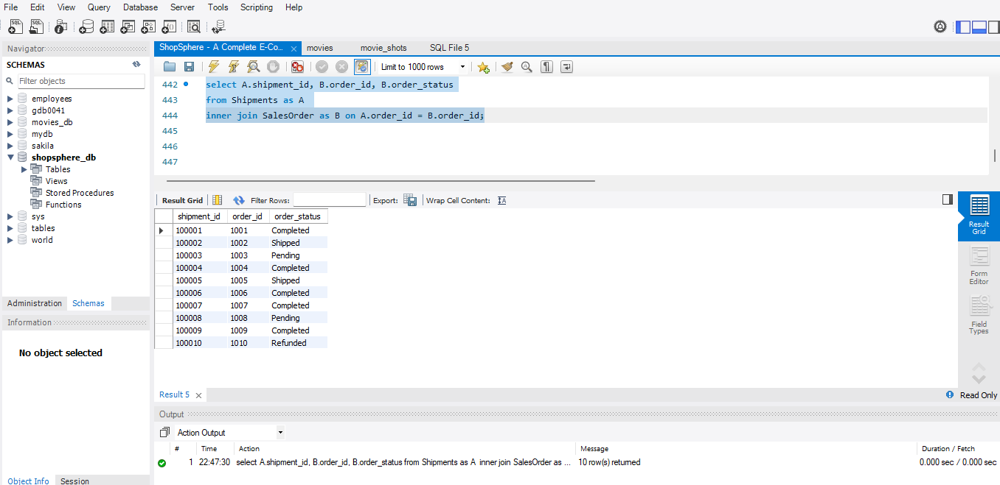 File Edit View Query Database Server Tools Scripting Help
Navigator
SCHEMAS
Filter objects
employees
gdb0041
movies_db
mydb
sakila
shopsphere_db
Tables
Views
Stored Procedures
Functions
sys
tables
world
Administration Schemas
Information
No object selected
Object Info Session
ShopSphere - A Complete E-Co... movies movie_shots SQL File 5
Limit to 1000 rows
442 select A.shipment_id, B.order_id, B.order_status
443 from Shipments as A
444 inner join SalesOrder as B on A.order_id = B.order_id;
445
446
447
Result Grid Filter Rows: Export: Wrap Cell Content:
shipment_id order_id order_status
100001 1001 Completed
100002 1002 Shipped
100003 1003 Pending
100004 1004 Completed
100005 1005 Shipped
100006 1006 Completed
100007 1007 Completed
100008 1008 Pending
100009 1009 Completed
100010 1010 Refunded
Result
Grid
Form
Editor
Field
Types
Result 5
Read Only
Output
Action Output
# Time Action Message Duration / Fetch
1 22:47:30 select A.shipment_id, B.order_id, B.order_status from Shipments as A inner join SalesOrder as ... 10 row(s) returned 0.000 sec / 0.000 sec